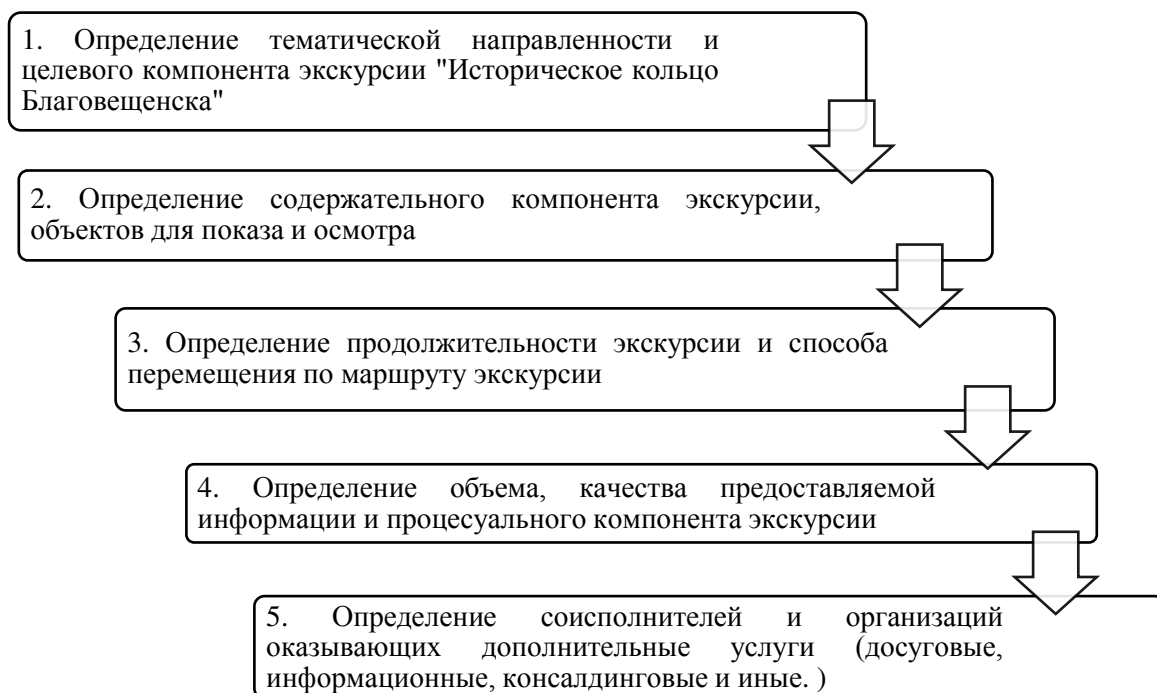 1. Определение тематической направленности и
целевого компонента экскурсии "Историческое кольцо
Благовещенска"
2. Определение содержательного компонента экскурсии,
объектов для показа и осмотра
3. Определение продолжительности экскурсии и способа
перемещения по маршруту экскурсии
4. Определение объема, качества предоставляемой
информации и процесуального компонента экскурсии
5. Определение соисполнителей и организаций
оказывающих дополнительные услуги (досуговые,
информационные, консалдинговые и иные. )